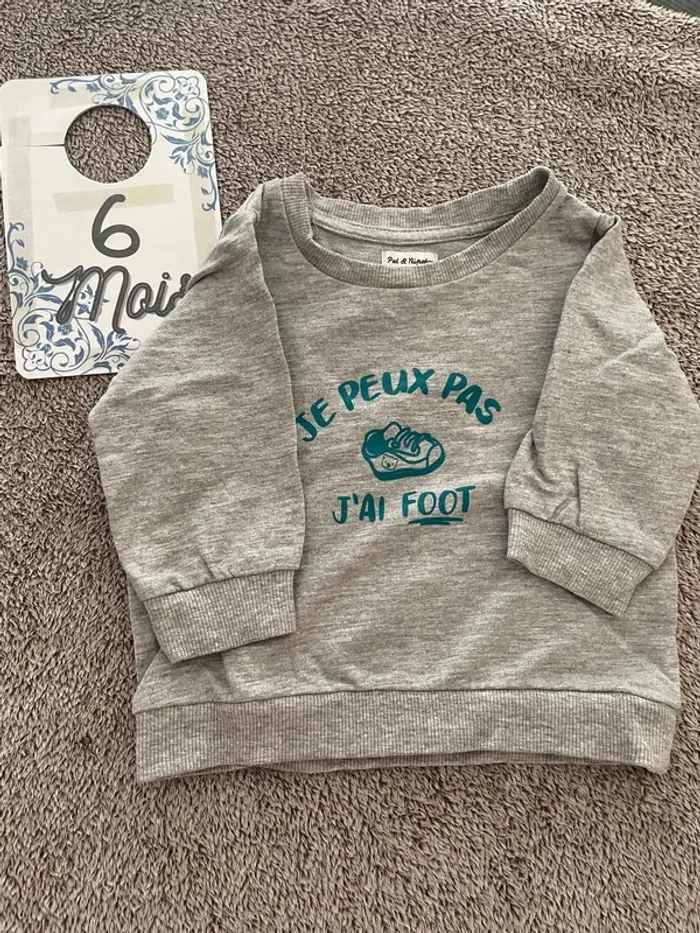 6
Mois
JE PEUX PAS
J'AI FOOT